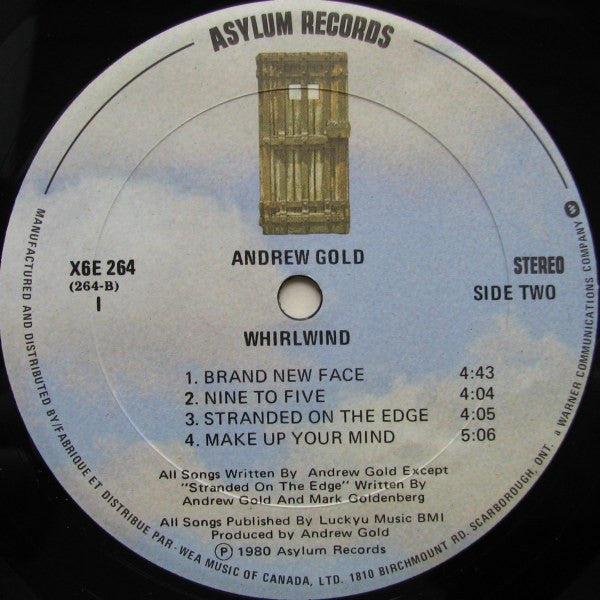 ASYLUM RECORDS
ANDREW GOLD
X6E 264
(264-B)
I
STEREO
SIDE TWO
WHIRLWIND
1. BRAND NEW FACE 4:43
2. NINE TO FIVE 4:04
3. STRANDED ON THE EDGE 4:05
4. MAKE UP YOUR MIND 5:06
All Songs Written By Andrew Gold Except
"Stranded On The Edge" Written By
Andrew Gold And Mark Goldenberg
All Songs Published By Luckyu Music BMI
Produced by Andrew Gold
Ⓟ 1980 Asylum Records
MANUFACTURED AND DISTRIBUTED BY/FABRIQUE ET DISTRIBUE PAR - WEA MUSIC OF CANADA, LTD. 1810 BIRCHMOUNT RD. SCARBOROUGH, ONT. a WARNER COMMUNICATIONS COMPANY